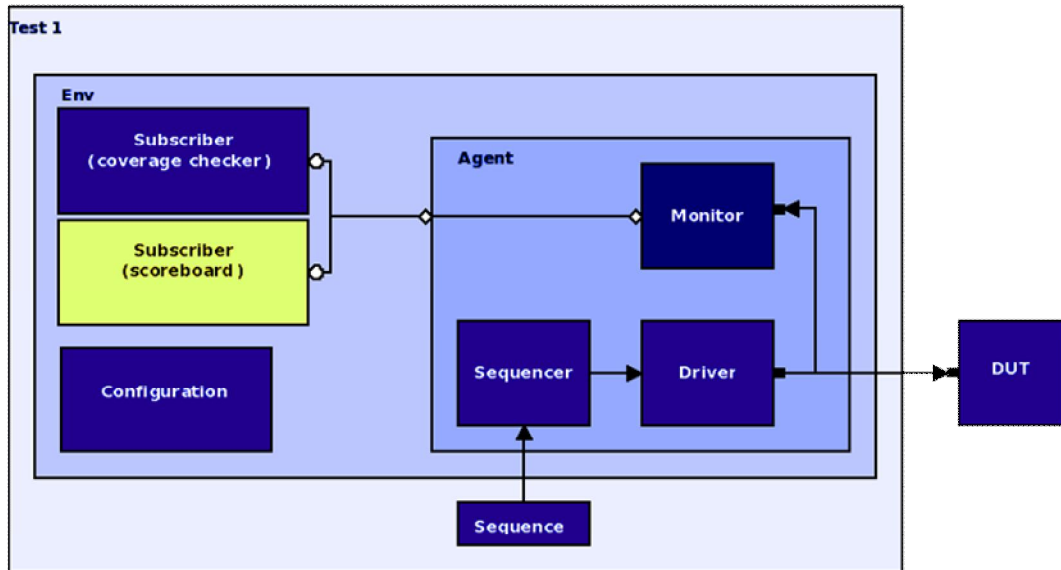 Test 1
Env
Subscriber
(coverage checker)
Agent
Monitor
Subscriber
(scoreboard)
Configuration
Sequencer
Driver
DUT
Sequence